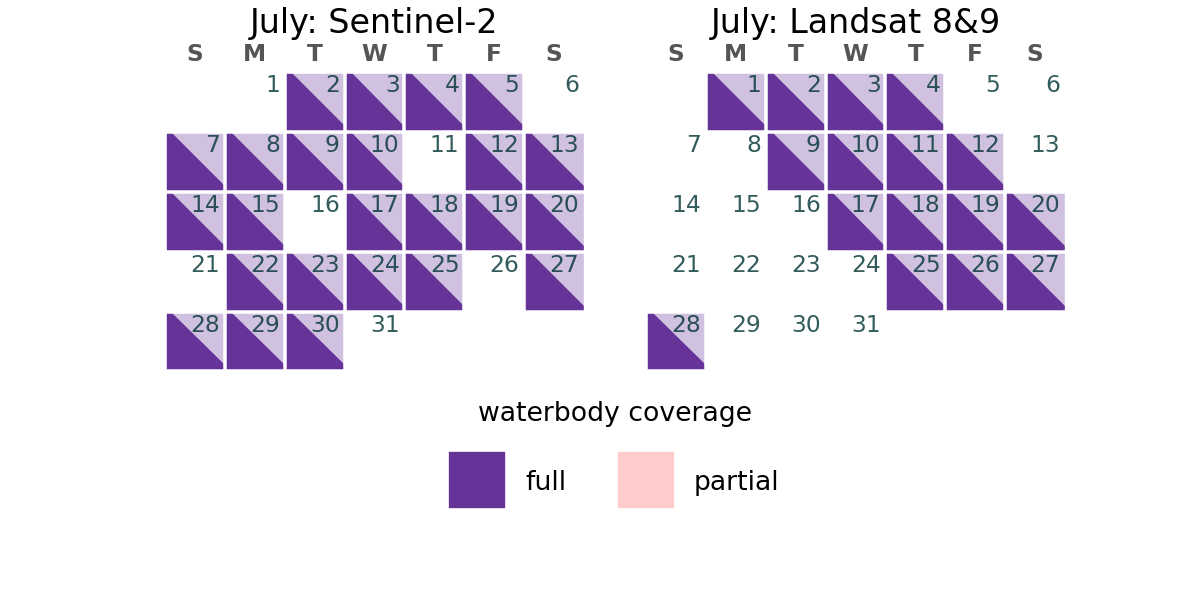 July: Sentinel-2
S M T W T F S
1 2 3 4 5 6
7 8 9 10 11 12 13
14 15 16 17 18 19 20
21 22 23 24 25 26 27
28 29 30 31
July: Landsat 8&9
S M T W T F S
1 2 3 4 5 6
7 8 9 10 11 12 13
14 15 16 17 18 19 20
21 22 23 24 25 26 27
28 29 30 31
waterbody coverage
full partial